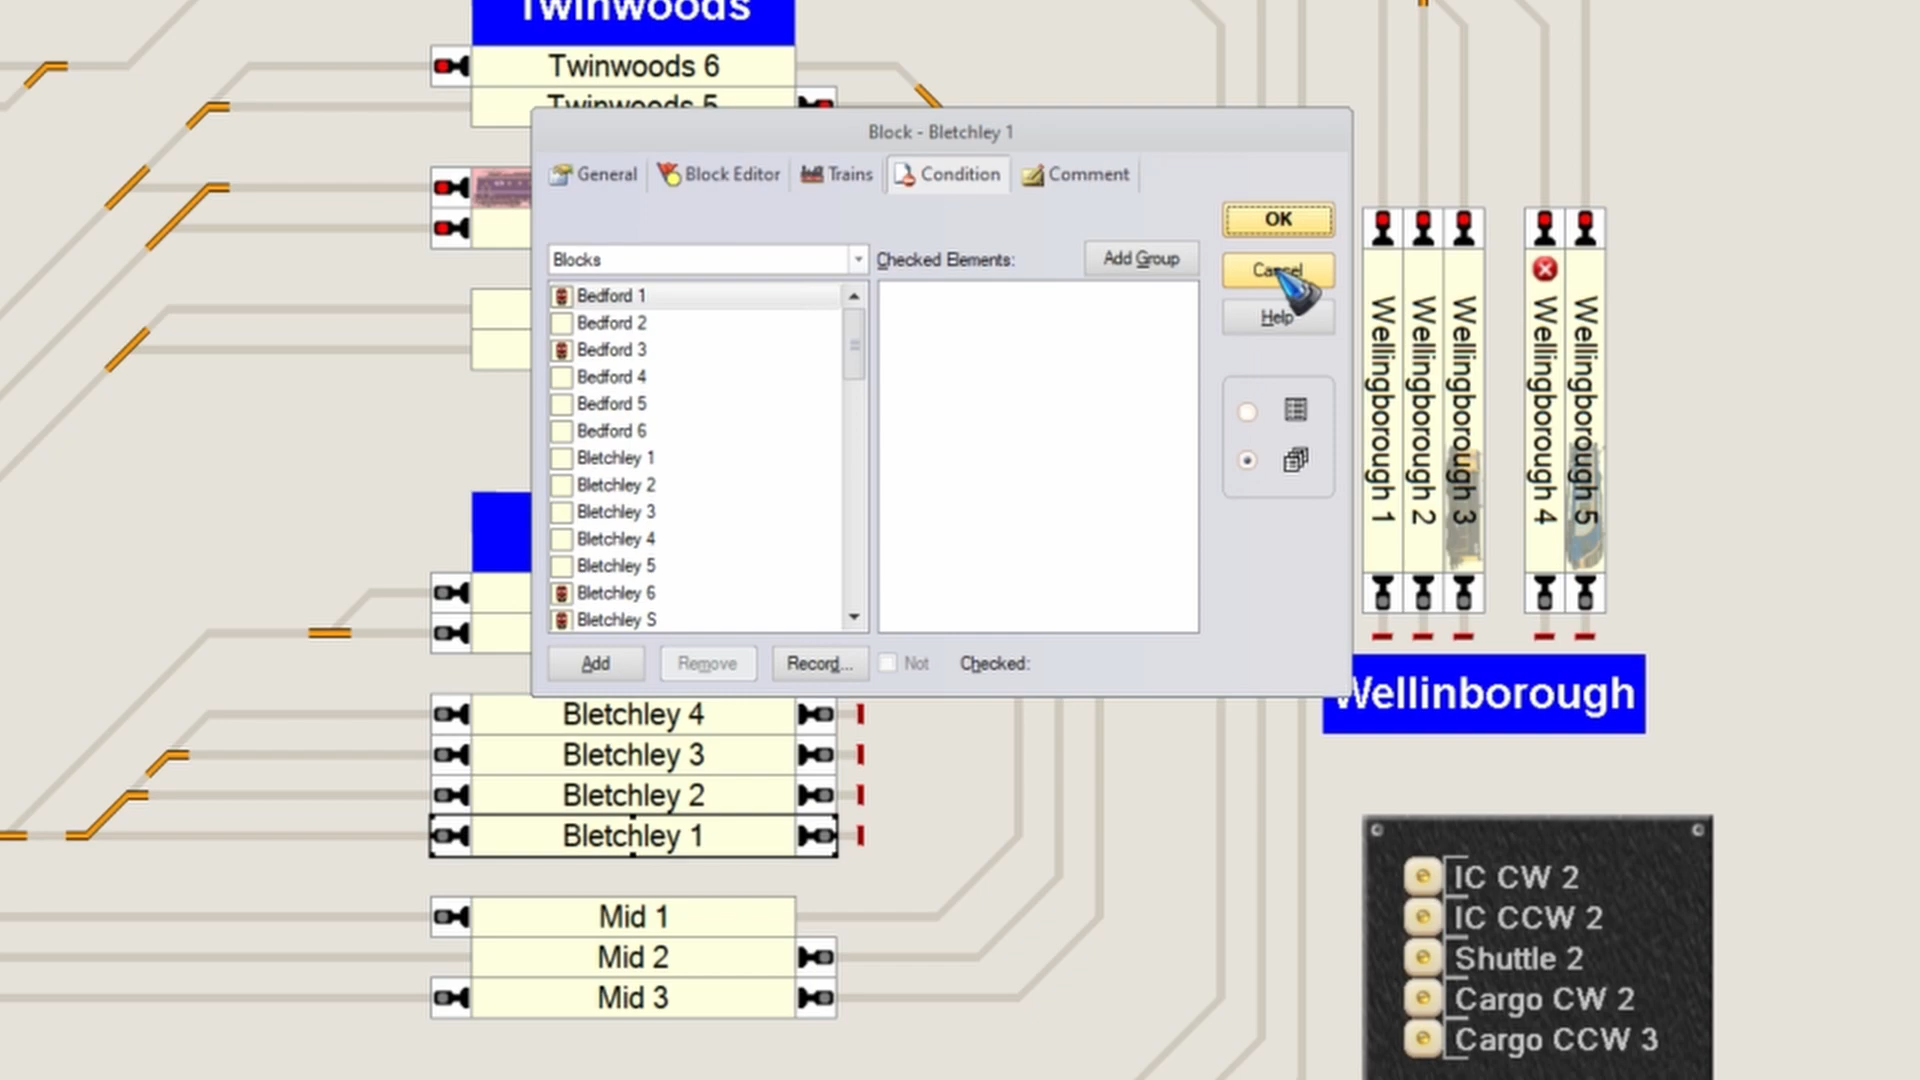 Twinwoods
Twinwoods 6
Twinwoods 5
Block - Bletchley 1
General
Block Editor
Trains
Condition
Comment
OK
Blocks
Checked Elements:
Add Group
Cancel
Help
Bedford 1
Bedford 2
Bedford 3
Bedford 4
Bedford 5
Bedford 6
Bletchley 1
Bletchley 2
Bletchley 3
Bletchley 4
Bletchley 5
Bletchley 6
Bletchley S
Add
Remove
Record...
Not
Checked:
Wellingborough 1
Wellingborough 2
Wellingborough 3
Wellingborough 4
Wellingborough 5
Wellinborough
Bletchley 4
Bletchley 3
Bletchley 2
Bletchley 1
Mid 1
Mid 2
Mid 3
IC CW 2
IC CCW 2
Shuttle 2
Cargo CW 2
Cargo CCW 3